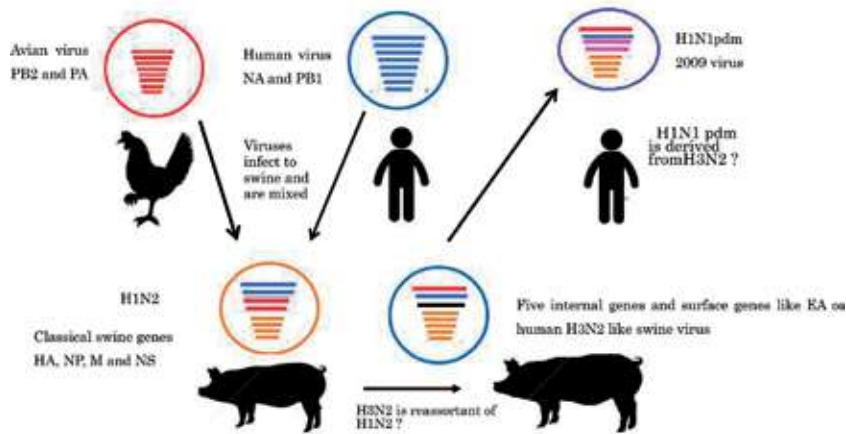 Avian virus
PB2 and PA
Human virus
NA and PB1
H1N1pdm
2009 virus
Viruses
infect to
swine and
are mixed
H1N1 pdm
is derived
fromH3N2 ?
H1N2
Classical swine genes
HA, NP, M and NS
Five internal genes and surface genes like EA
human H3N2 like swine virus
H3N2 is reassortant of
H1N2 ?